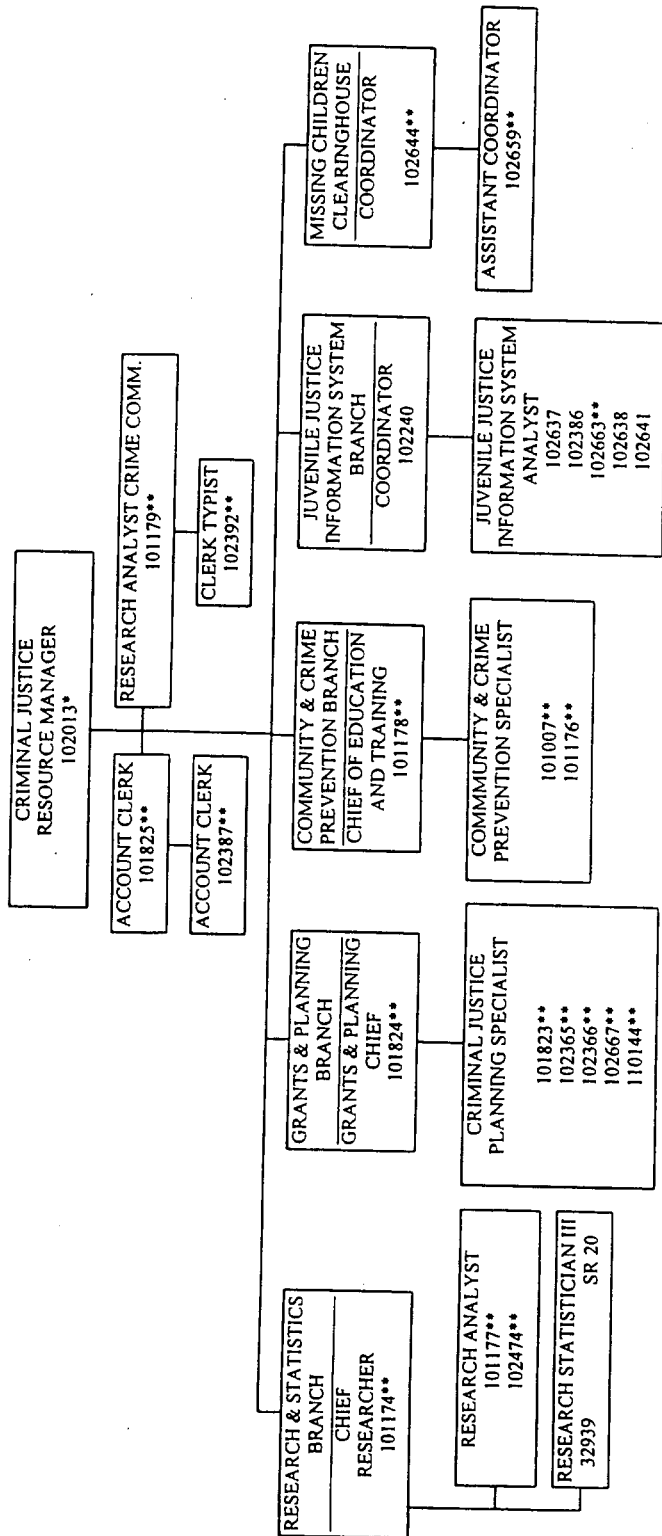 CRIMINAL JUSTICE
RESOURCE MANAGER
102013*
ACCOUNT CLERK
101825**
RESEARCH ANALYST CRIME COMM.
101179**
ACCOUNT CLERK
102387**
CLERK TYPIST
102392**
RESEARCH & STATISTICS
BRANCH
CHIEF
RESEARCHER
101174**
RESEARCH ANALYST
101177**
102474**
RESEARCH STATISTICIAN III
32939 SR 20
GRANTS & PLANNING
BRANCH
GRANTS & PLANNING
CHIEF
101824**
CRIMINAL JUSTICE
PLANNING SPECIALIST
101823**
102365**
102366**
102667**
110144**
COMMUNITY & CRIME
PREVENTION BRANCH
CHIEF OF EDUCATION
AND TRAINING
101178**
COMMMUNITY & CRIME
PREVENTION SPECIALIST
101007**
101176**
JUVENILE JUSTICE
INFORMATION SYSTEM
BRANCH
COORDINATOR
102240
JUVENILE JUSTICE
INFORMATION SYSTEM
ANALYST
102637
102386
102663**
102638
102641
MISSING CHILDREN
CLEARINGHOUSE
COORDINATOR
102644**
ASSISTANT COORDINATOR
102659**